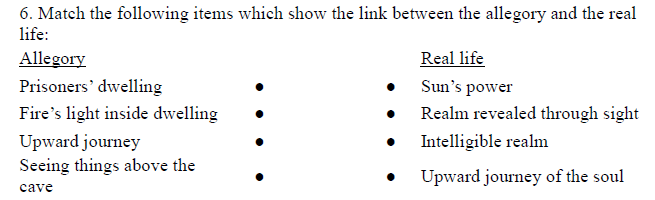 6. Match the following items which show the link between the allegory and the real
life:
Allegory Real life
Prisoners’ dwelling ● ● Sun’s power
Fire’s light inside dwelling ● ● Realm revealed through sight
Upward journey ● ● Intelligible realm
Seeing things above the
cave ● ● Upward journey of the soul